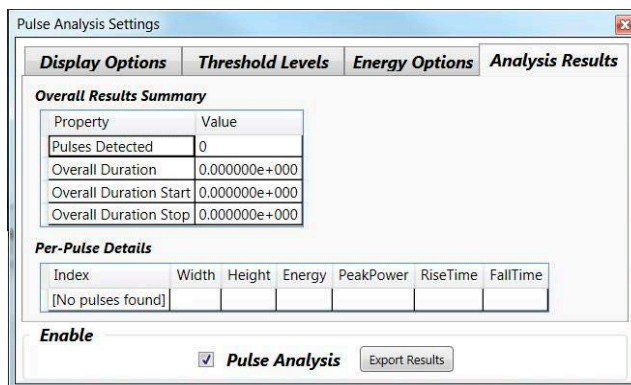 Pulse Analysis Settings
Display Options Threshold Levels Energy Options Analysis Results
Overall Results Summary
Property Value
Pulses Detected 0
Overall Duration 0.000000e+000
Overall Duration Start 0.000000e+000
Overall Duration Stop 0.000000e+000
Per-Pulse Details
Index Width Height Energy PeakPower RiseTime FallTime
[No pulses found]
Enable
Pulse Analysis Export Results